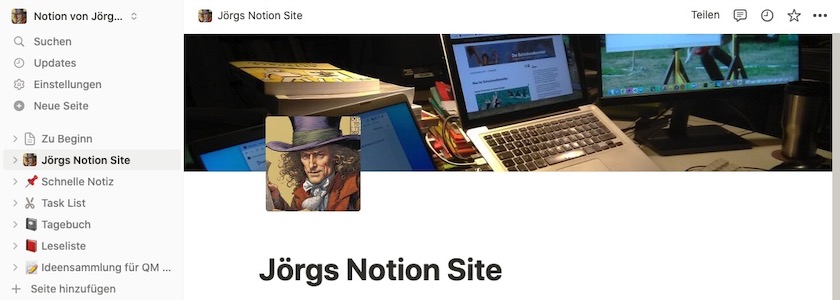 Notion von Jörg...
Suchen
Updates
Einstellungen
Neue Seite
Zu Beginn
Jörgs Notion Site
Schnelle Notiz
Task List
Tagebuch
Leseliste
Ideensammlung für QM ...
Seite hinzufügen
Jörgs Notion Site
Teilen
Jörgs Notion Site